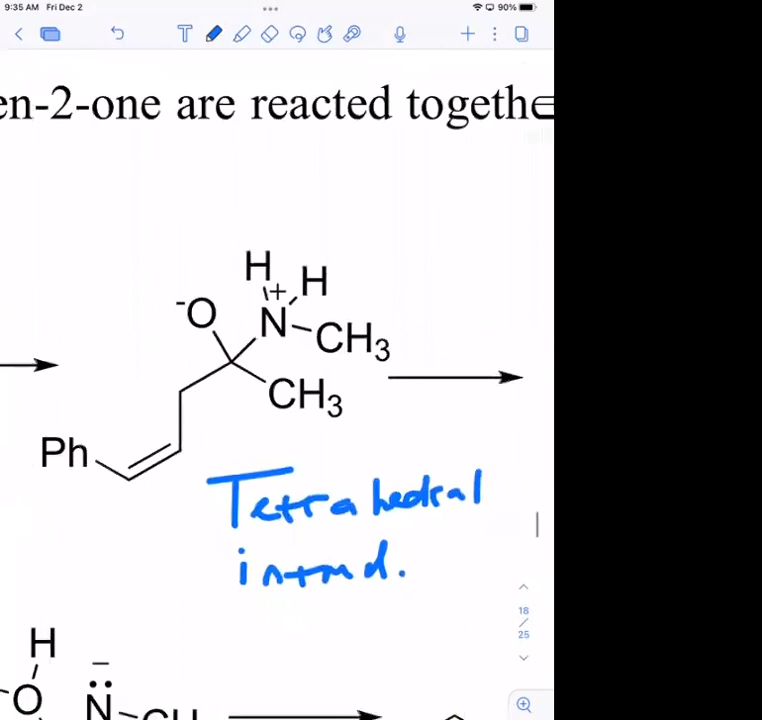 9:35 AM Fri Dec 2
90%
T
en-2-one are reacted togethe
H
H
+
-O
N
CH3
CH3
Ph
Tetrahedral
intmd.
18
/
25
H
O
N
CH